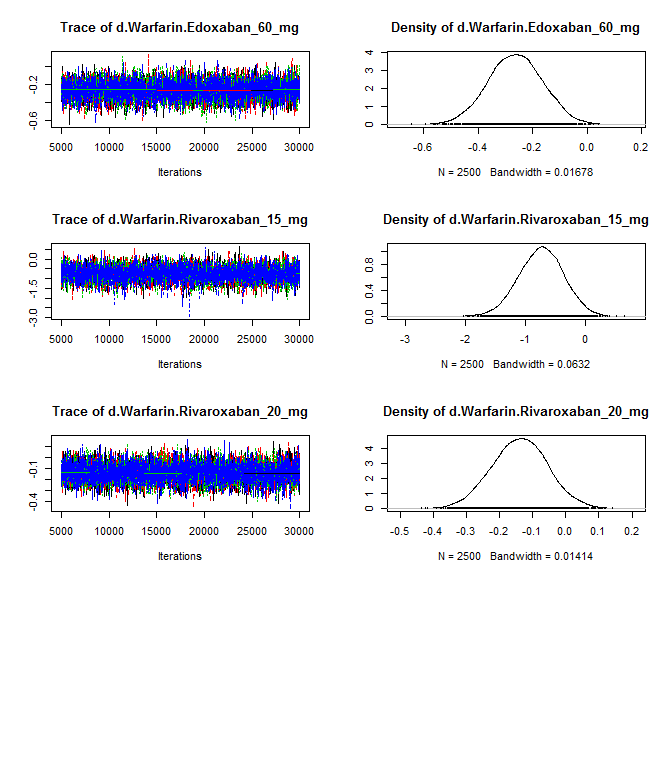 Trace of d.Warfarin.Edoxaban_60_mg
-0.2
-0.6
5000 10000 15000 20000 25000 30000
Iterations
Density of d.Warfarin.Edoxaban_60_mg
4
3
2
1
0
-0.6 -0.4 -0.2 0.0 0.2
N = 2500 Bandwidth = 0.01678
Trace of d.Warfarin.Rivaroxaban_15_mg
0.0
-1.5
-3.0
5000 10000 15000 20000 25000 30000
Iterations
Density of d.Warfarin.Rivaroxaban_15_mg
0.8
0.4
0.0
-3 -2 -1 0
N = 2500 Bandwidth = 0.0632
Trace of d.Warfarin.Rivaroxaban_20_mg
-0.1
-0.4
5000 10000 15000 20000 25000 30000
Iterations
Density of d.Warfarin.Rivaroxaban_20_mg
4
3
2
1
0
-0.5 -0.4 -0.3 -0.2 -0.1 0.0 0.1 0.2
N = 2500 Bandwidth = 0.01414